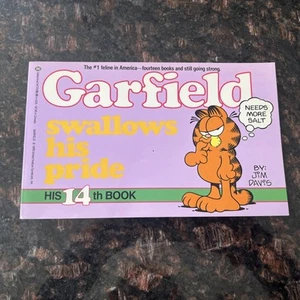 The #1 feline in America—fourteen books and still going strong.
Garfield
swallows
his
pride
NEEDS
MORE
SALT
BY:
JIM
DAVIS
HIS 14th BOOK